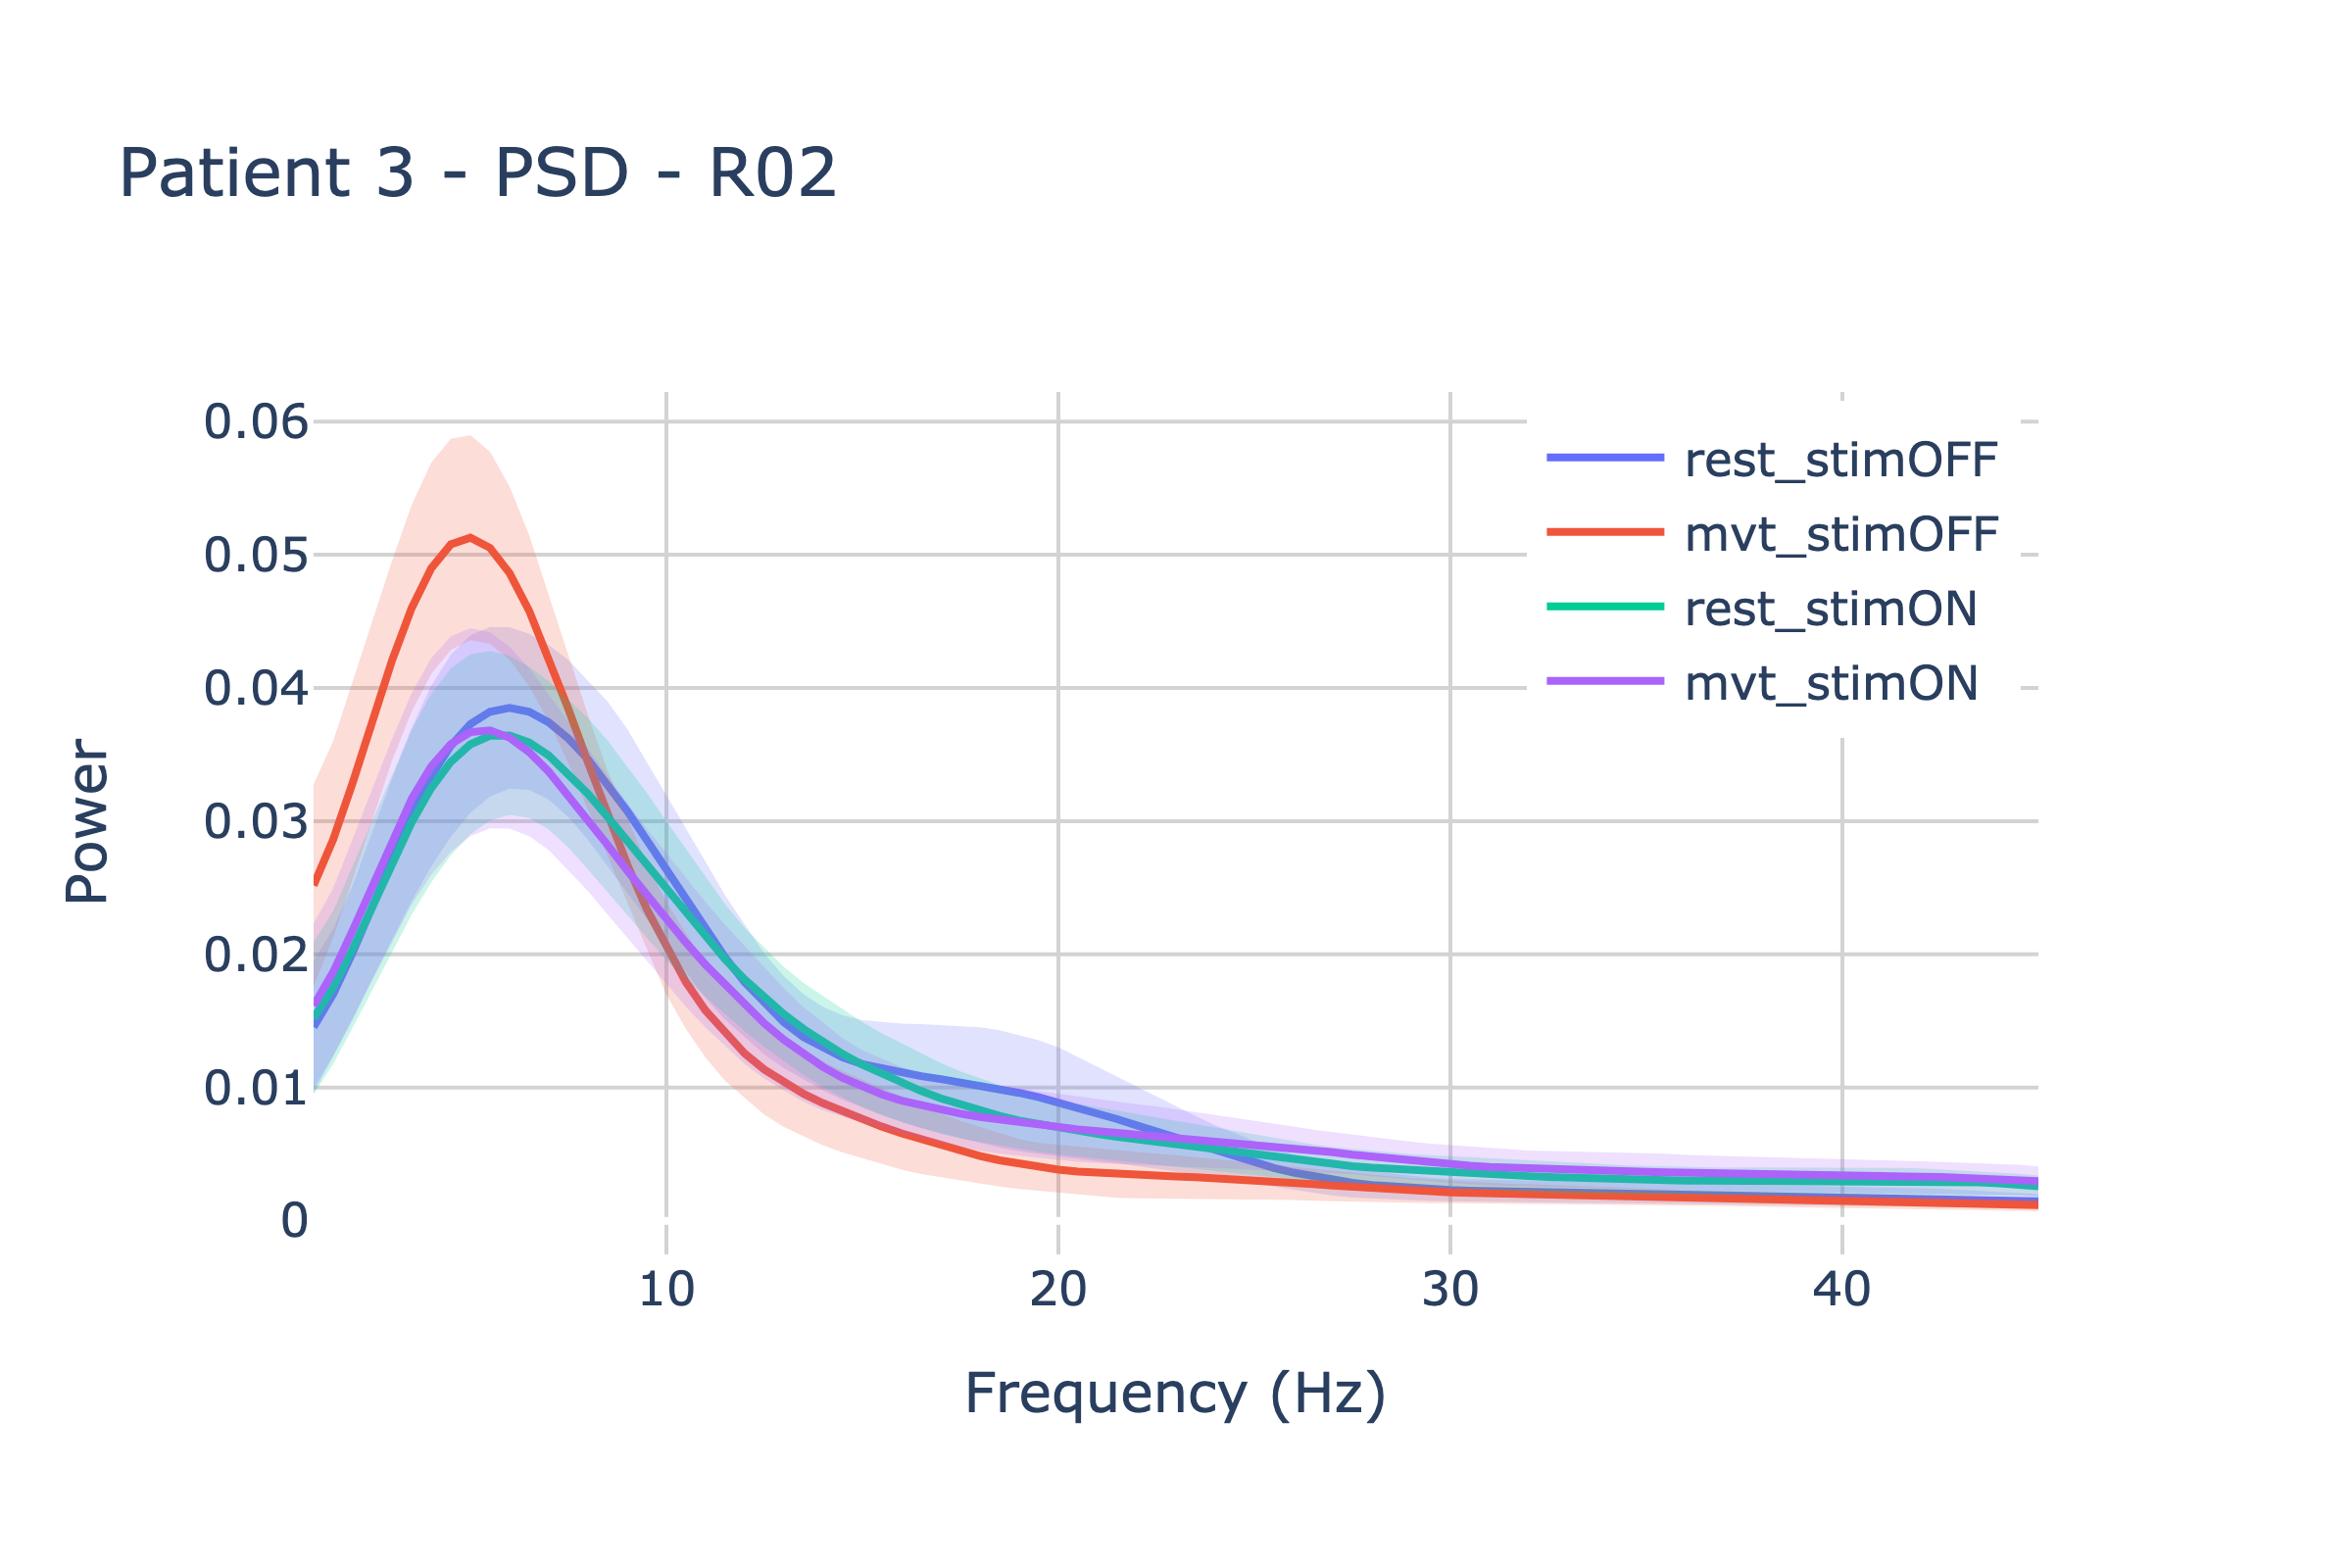 Patient 3 - PSD - R02
0.06
0.05
0.04
0.03
0.02
0.01
0
Power
rest_stimOFF
mvt_stimOFF
rest_stimON
mvt_stimON
10 20 30 40
Frequency (Hz)